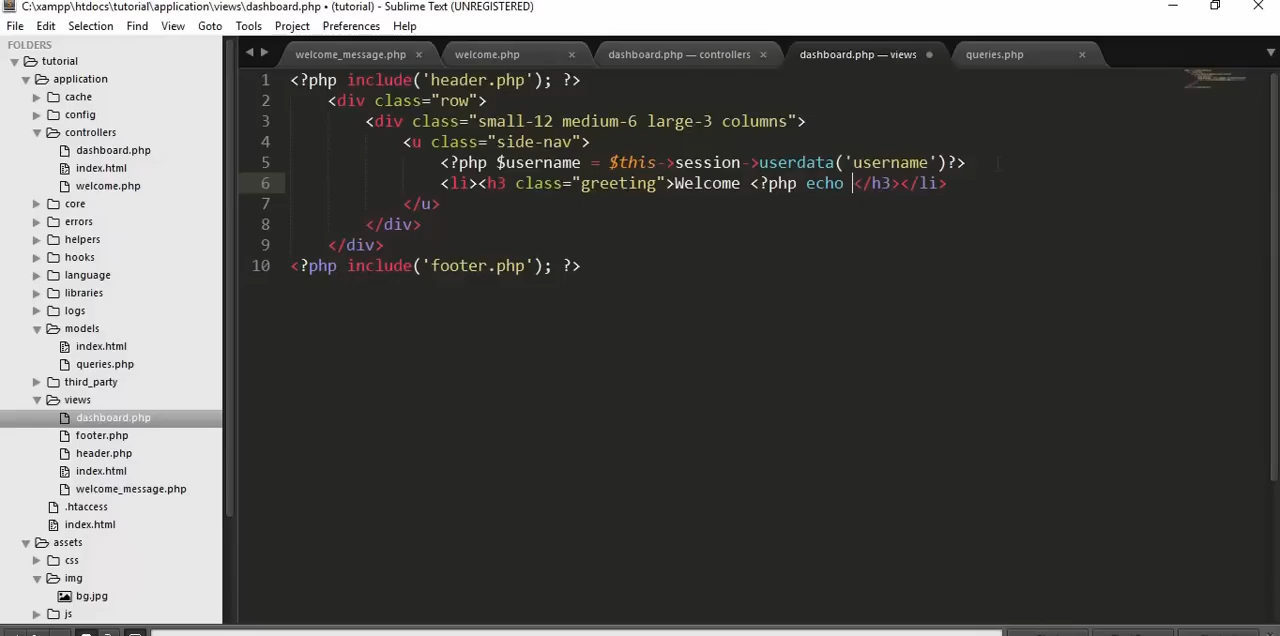 C:\xampp\htdocs\tutorial\application\views\dashboard.php • (tutorial) - Sublime Text (UNREGISTERED)
File Edit Selection Find View Goto Tools Project Preferences Help
FOLDERS
tutorial
application
cache
config
controllers
dashboard.php
index.html
welcome.php
core
errors
helpers
hooks
language
libraries
logs
models
index.html
queries.php
third_party
views
dashboard.php
footer.php
header.php
index.html
welcome_message.php
.htaccess
index.html
assets
css
img
bg.jpg
js
welcome_message.php × welcome.php × dashboard.php — controllers × dashboard.php — views • queries.php ×
1 <?php include('header.php'); ?>
2 <div class="row">
3 <div class="small-12 medium-6 large-3 columns">
4 <u class="side-nav">
5 <?php $username = $this->session->userdata('username')?>
6 <li><h3 class="greeting">Welcome <?php echo </h3></li>
7 </u>
8 </div>
9 </div>
10 <?php include('footer.php'); ?>